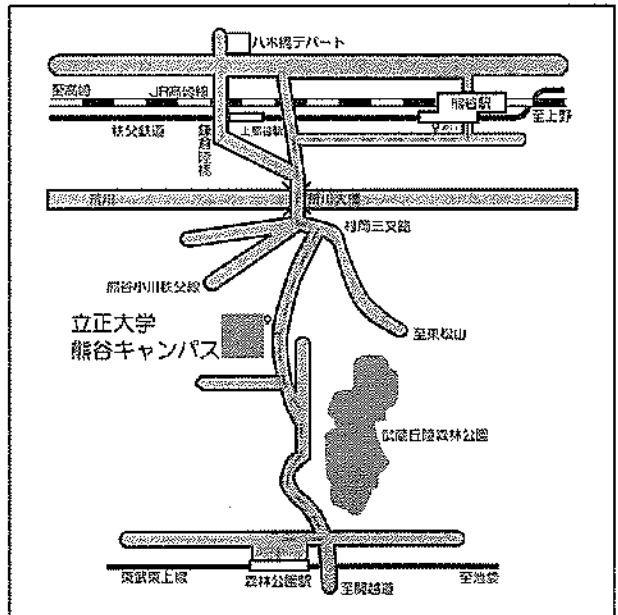 八木橋デパート
至高崎
JR高崎線
熊谷駅
秩父鉄道
鎌倉陸橋
上熊谷駅
至上野
荒川
荒川大橋
村岡三叉路
熊谷小川秩父線
立正大学
熊谷キャンパス
至東松山
武蔵丘陵森林公園
東武東上線
森林公園駅
至関越道
至池袋